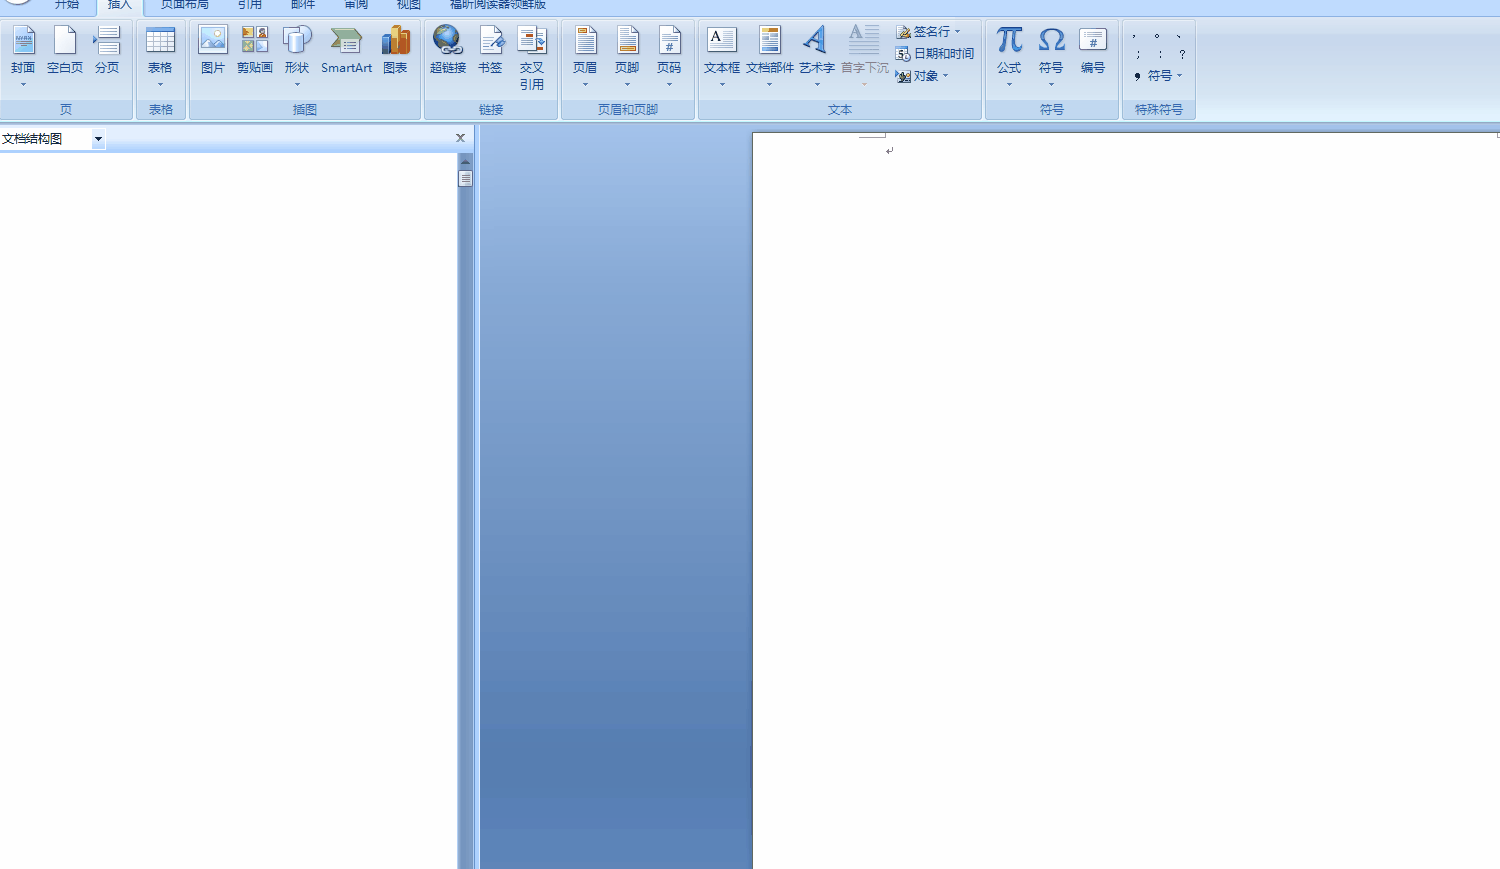 开始 插入 页面布局 引用 邮件 审阅 视图 福昕阅读器领鲜版
封面 空白页 分页 表格 图片 剪贴画 形状 SmartArt 图表 超链接 书签 交叉引用 页眉 页脚 页码 文本框 文档部件 艺术字 首字下沉 签名行 日期和时间 对象 公式 符号 编号 , 。 、 ; : ? 符号
页 表格 插图 链接 页眉和页脚 文本 符号 特殊符号
文档结构图